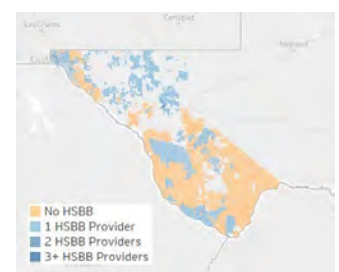 Las Cruces
Carlsbad
Midland
No HSBB
1 HSBB Provider
2 HSBB Providers
3+ HSBB Providers